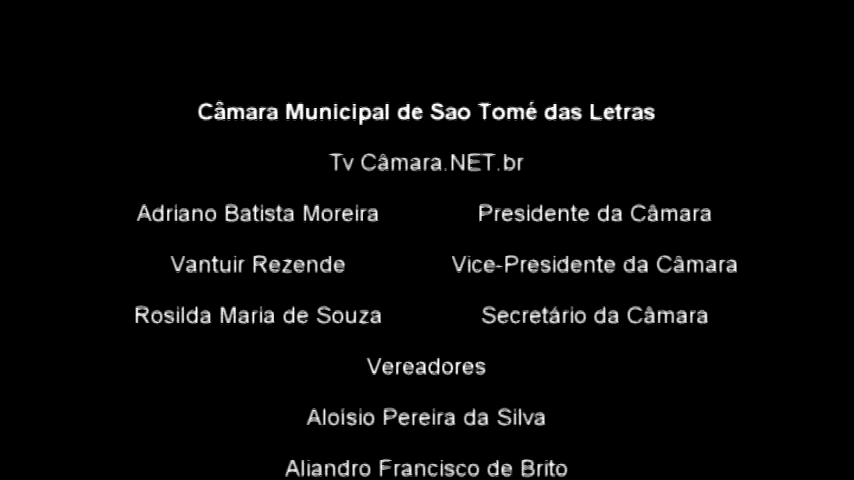 Câmara Municipal de Sao Tomé das Letras
Tv Câmara.NET.br
Adriano Batista Moreira Presidente da Câmara
Vantuir Rezende Vice-Presidente da Câmara
Rosilda Maria de Souza Secretário da Câmara
Vereadores
Aloísio Pereira da Silva
Aliandro Francisco de Brito